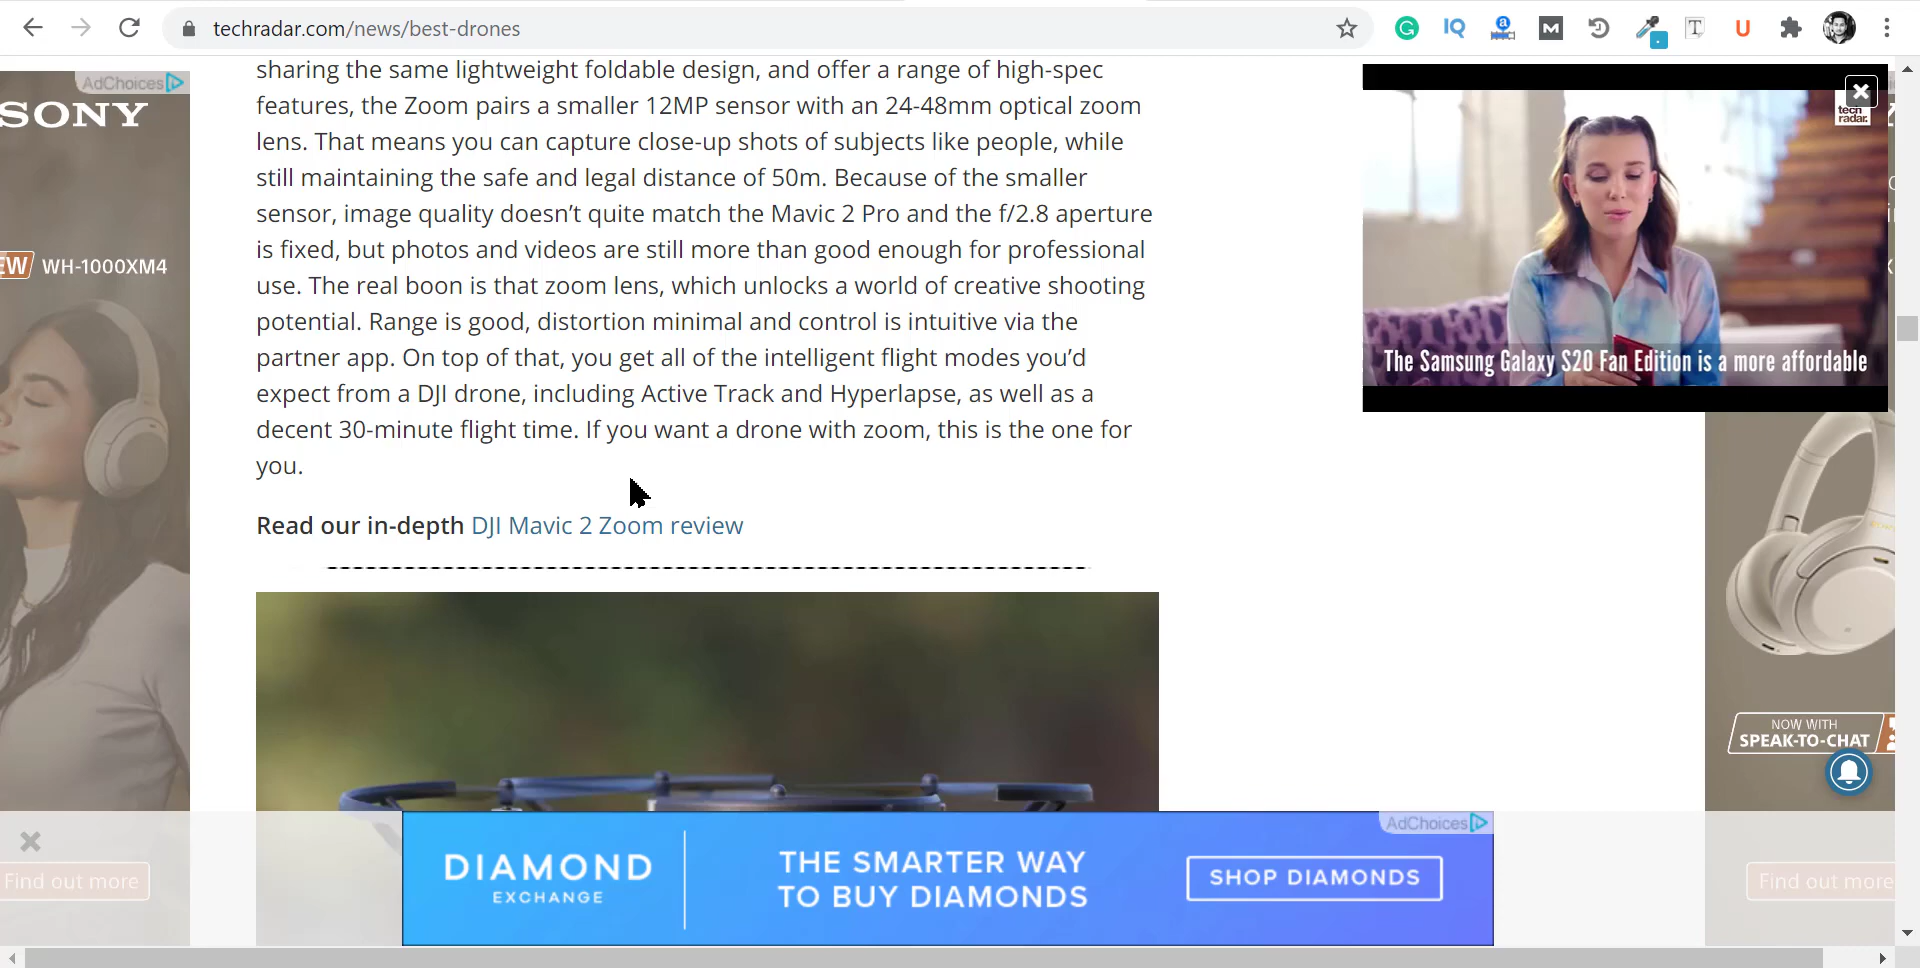 techradar.com/news/best-drones
AdChoices
SONY
EW WH-1000XM4
sharing the same lightweight foldable design, and offer a range of high-spec
features, the Zoom pairs a smaller 12MP sensor with an 24-48mm optical zoom
lens. That means you can capture close-up shots of subjects like people, while
still maintaining the safe and legal distance of 50m. Because of the smaller
sensor, image quality doesn’t quite match the Mavic 2 Pro and the f/2.8 aperture
is fixed, but photos and videos are still more than good enough for professional
use. The real boon is that zoom lens, which unlocks a world of creative shooting
potential. Range is good, distortion minimal and control is intuitive via the
partner app. On top of that, you get all of the intelligent flight modes you’d
expect from a DJI drone, including Active Track and Hyperlapse, as well as a
decent 30-minute flight time. If you want a drone with zoom, this is the one for
you.
Read our in-depth DJI Mavic 2 Zoom review
tech
radar.
The Samsung Galaxy S20 Fan Edition is a more affordable
NOW WITH
SPEAK-TO-CHAT
Find out more
DIAMOND
EXCHANGE
THE SMARTER WAY
TO BUY DIAMONDS
SHOP DIAMONDS
AdChoices
Find out more